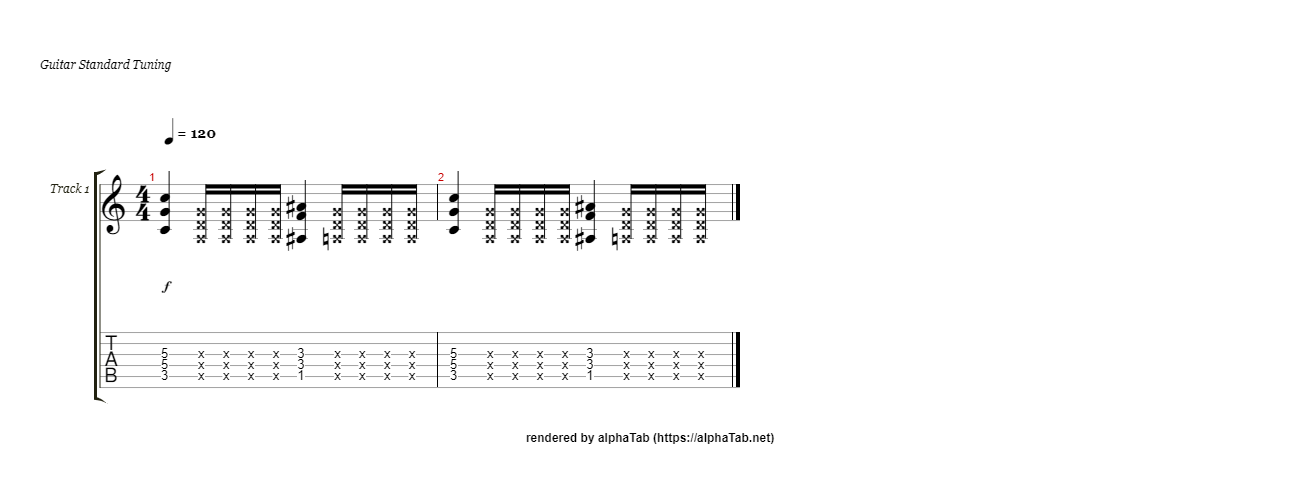 Guitar Standard Tuning
= 120
Track 1
1 2
4
4
f
T
A
B
5 x x x x 3 x x x x 5 x x x x 3 x x x x
5 x x x x 3 x x x x 5 x x x x 3 x x x x
3 x x x x 1 x x x x 3 x x x x 1 x x x x
rendered by alphaTab (https://alphaTab.net)